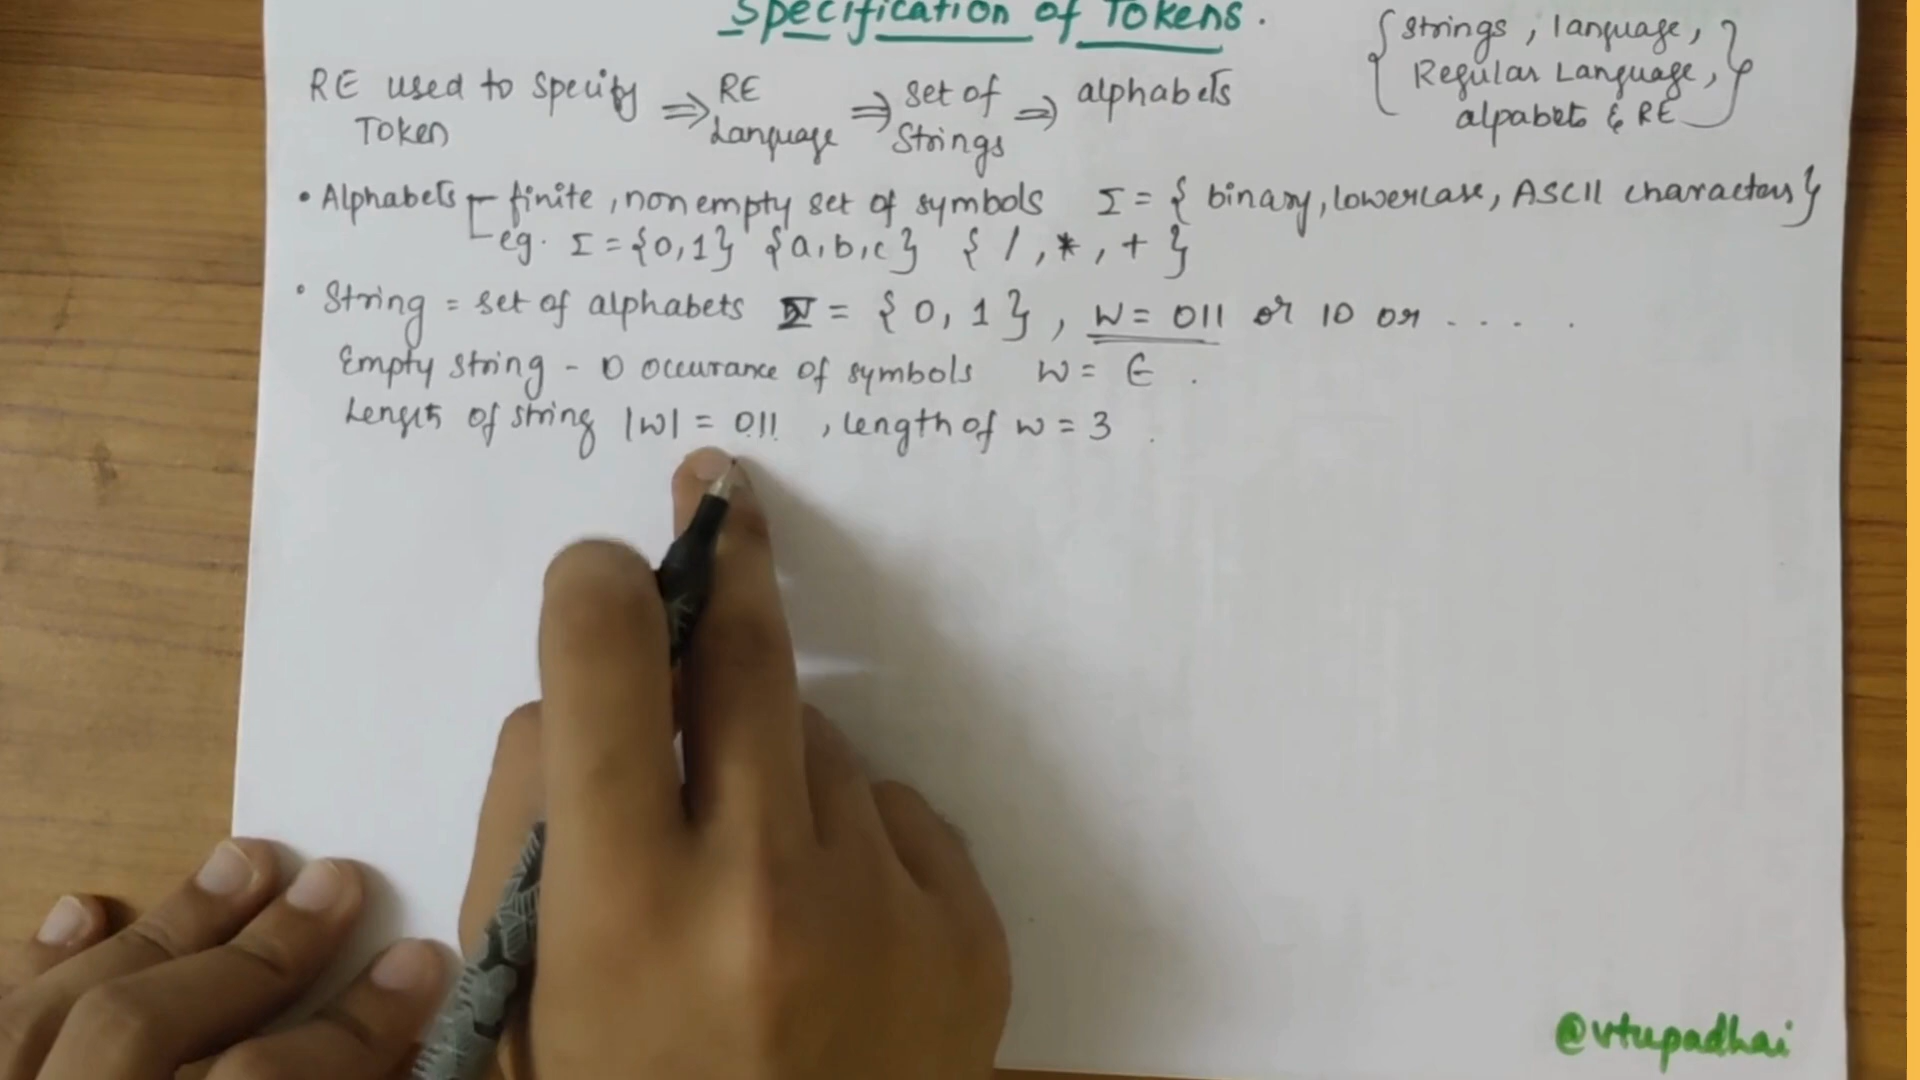 Specification of Tokens.
{ strings, language,
Regular Language,
alpabets & RE }
RE used to specify Token ⇒ RE Language ⇒ set of Strings ⇒ alphabets
• Alphabets - finite, non empty set of symbols Σ = { binary, lowercase, ASCII charactors }
- eg. Σ = {0,1} {a,b,c} { /, *, + }
• String = set of alphabets Σ = { 0, 1 }, w = 011 or 10 or . . . .
Empty string - 0 occurance of symbols w = ∈ .
Length of string |w| = 011 , length of w = 3 .
@vtupadhai